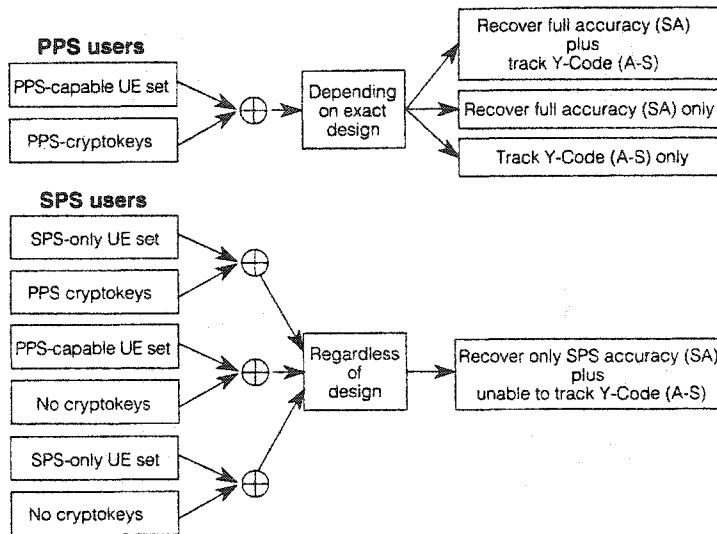 PPS users
PPS-capable UE set
PPS-cryptokeys
Depending
on exact
design
Recover full accuracy (SA)
plus
track Y-Code (A-S)
Recover full accuracy (SA) only
Track Y-Code (A-S) only
SPS users
SPS-only UE set
PPS cryptokeys
PPS-capable UE set
No cryptokeys
SPS-only UE set
No cryptokeys
Regardless
of
design
Recover only SPS accuracy (SA)
plus
unable to track Y-Code (A-S)